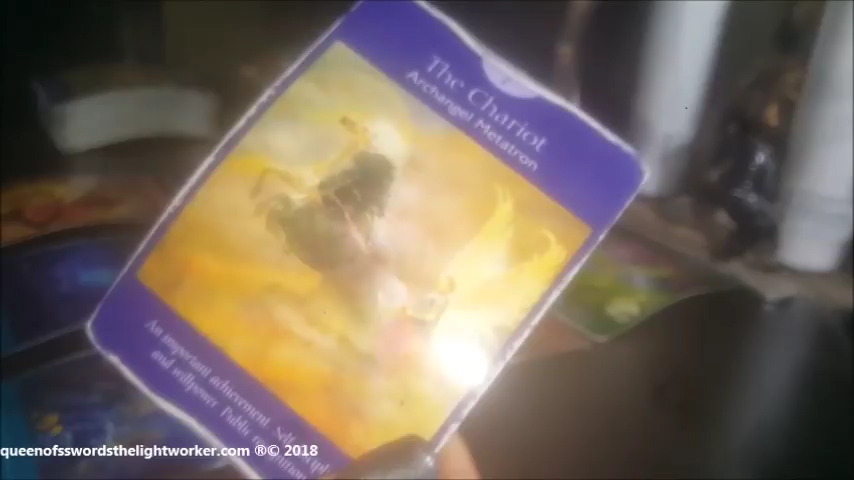 The Chariot
Archangel Metatron
An important achievement. Self-
and willpower. Public
queenofsswordsthelightworker.com ®© 2018